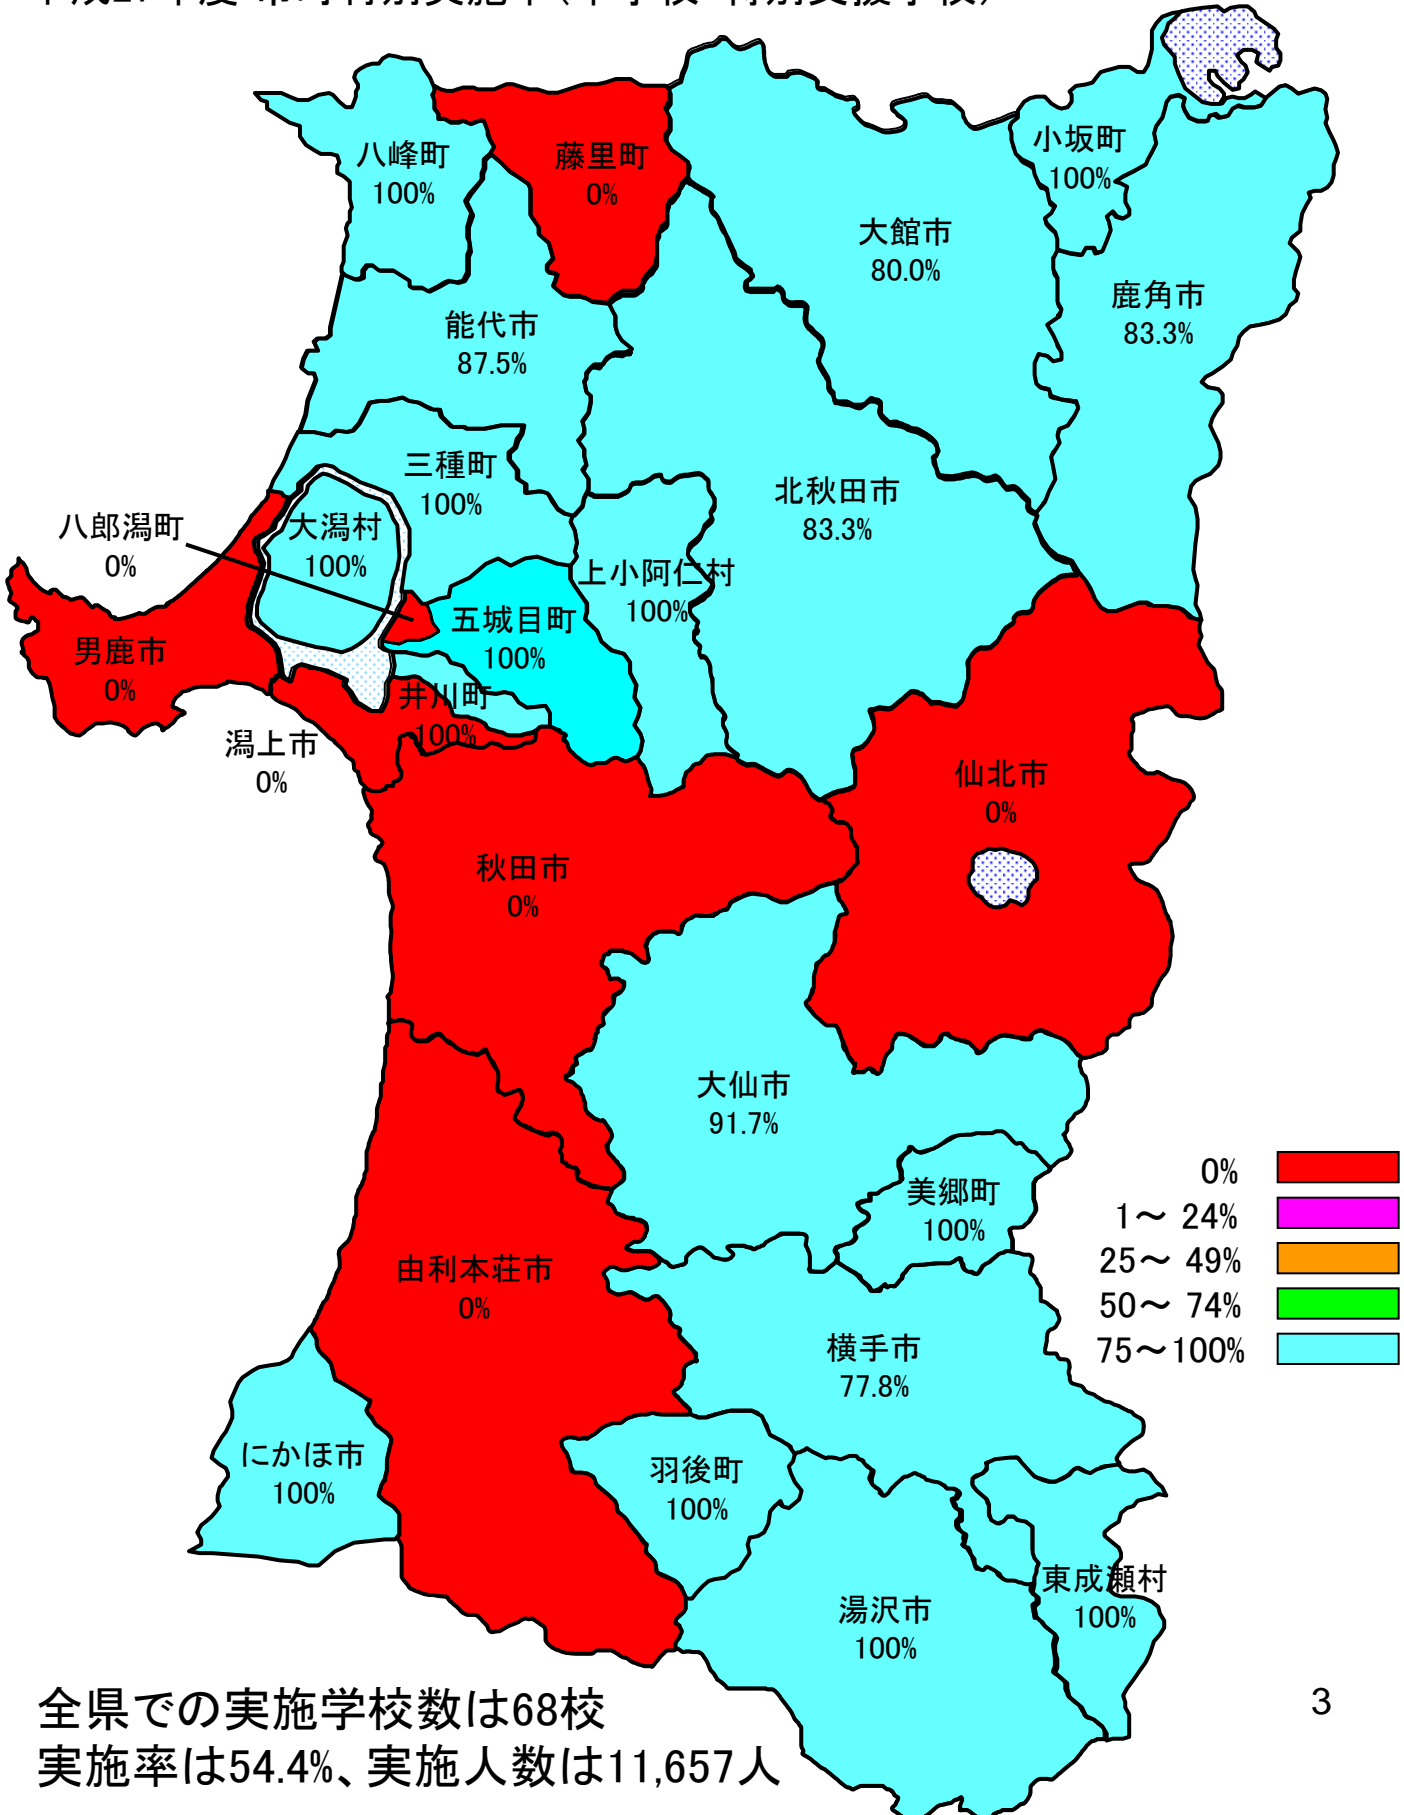 八峰町
100%
藤里町
0%
小坂町
100%
大館市
80.0%
鹿角市
83.3%
能代市
87.5%
三種町
100%
北秋田市
83.3%
八郎潟町
0%
大潟村
100%
上小阿仁村
100%
五城目町
100%
男鹿市
0%
井川町
100%
潟上市
0%
仙北市
0%
秋田市
0%
大仙市
91.7%
美郷町
100%
0%
1～ 24%
25～ 49%
50～ 74%
75～100%
由利本荘市
0%
横手市
77.8%
にかほ市
100%
羽後町
100%
東成瀬村
100%
湯沢市
100%
全県での実施学校数は68校
実施率は54.4%、実施人数は11,657人
3